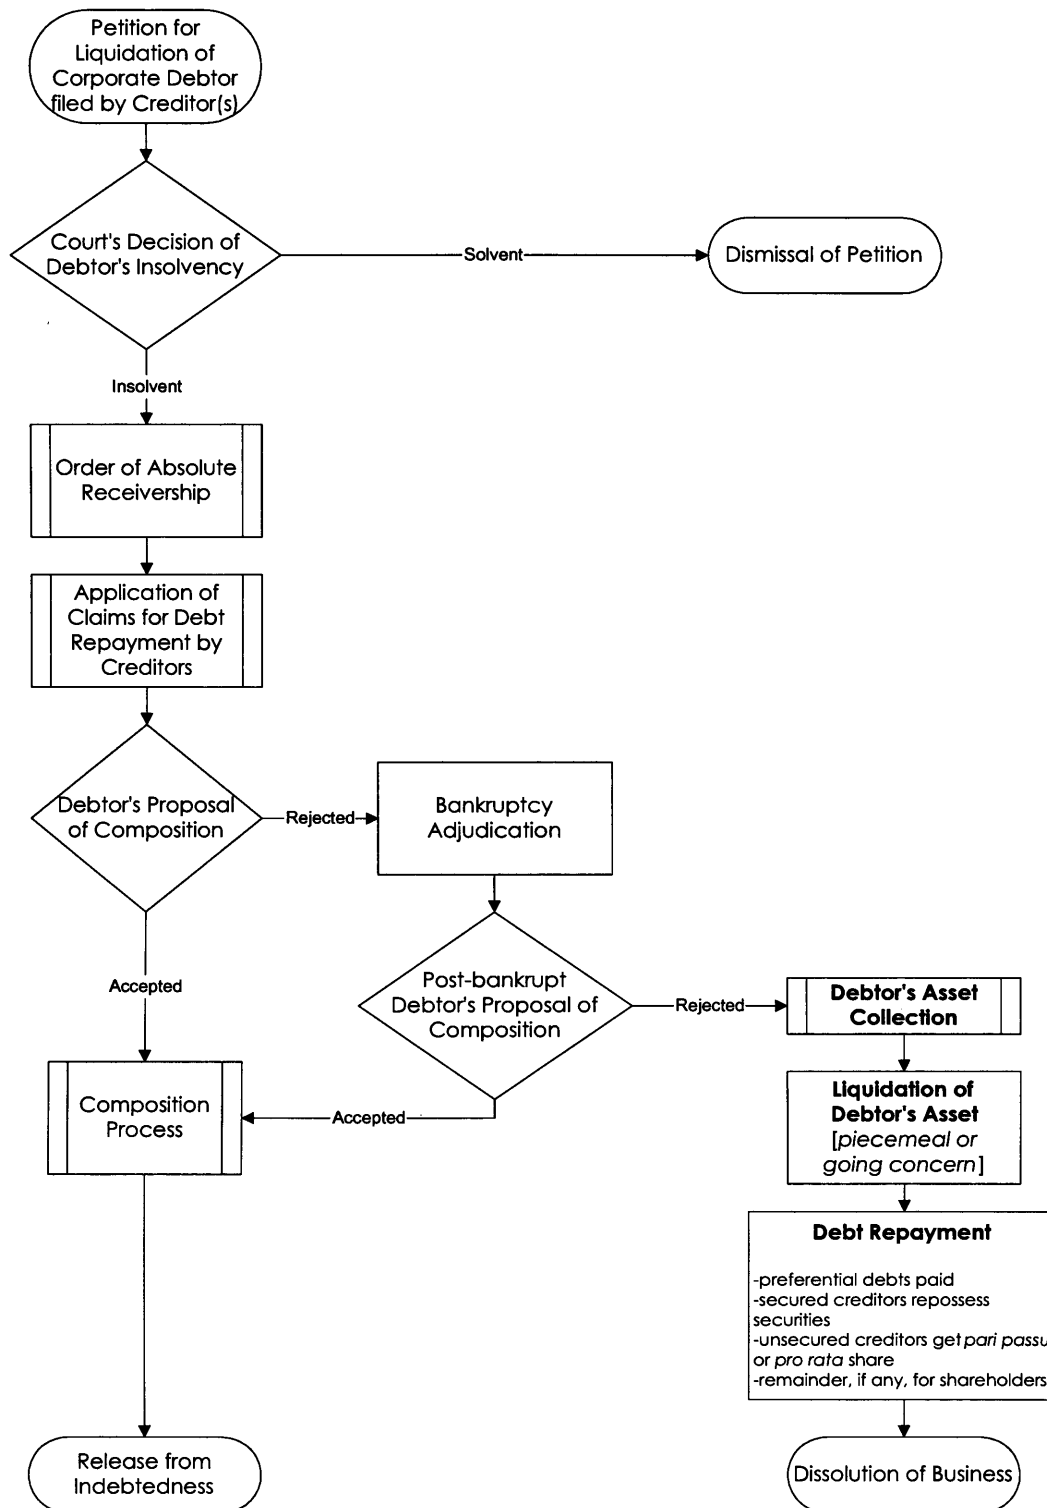 Petition for
Liquidation of
Corporate Debtor
filed by Creditor(s)
Court's Decision of
Debtor's Insolvency
Solvent
Dismissal of Petition
Insolvent
Order of Absolute
Receivership
Application of
Claims for Debt
Repayment by
Creditors
Debtor's Proposal
of Composition
Rejected
Bankruptcy
Adjudication
Accepted
Post-bankrupt
Debtor's Proposal of
Composition
Rejected
Debtor's Asset
Collection
Liquidation of
Debtor's Asset
[piecemeal or
going concern]
Composition
Process
Accepted
Debt Repayment
-preferential debts paid
-secured creditors repossess
securities
-unsecured creditors get pari passu
or pro rata share
-remainder, if any, for shareholders
Release from
Indebtedness
Dissolution of Business